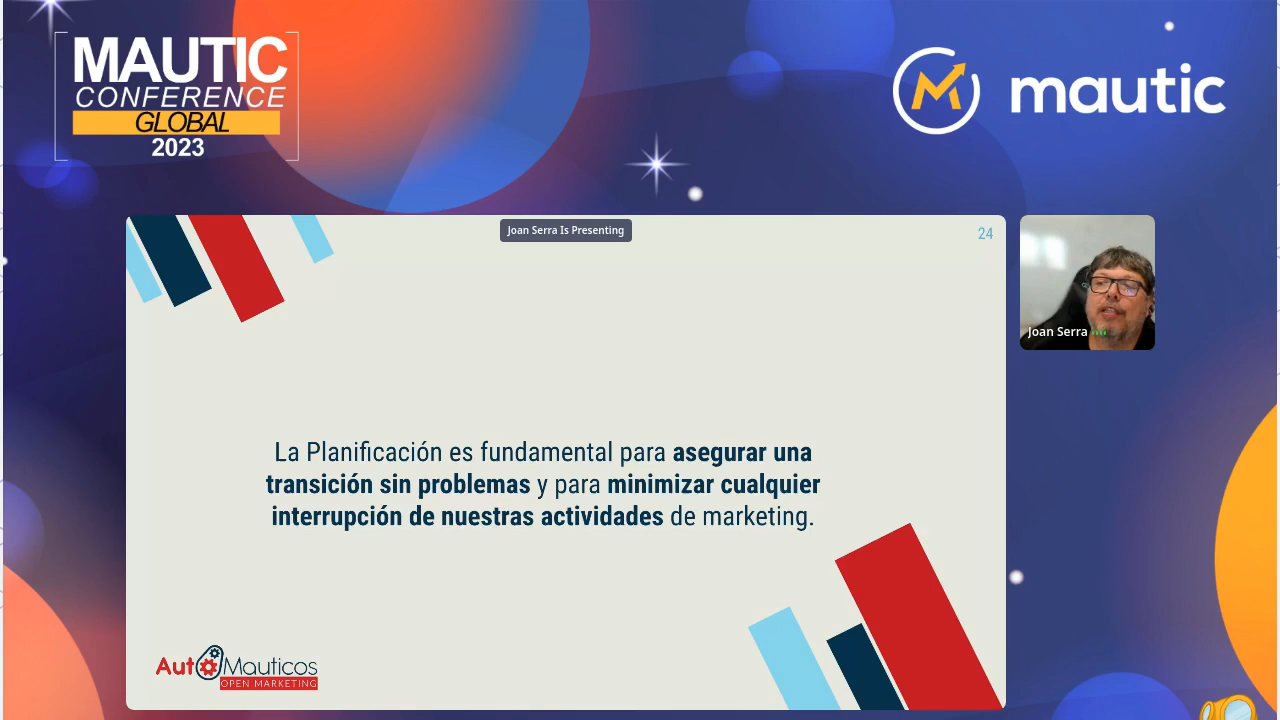 MAUTIC
CONFERENCE
GLOBAL
2023
mautic
Joan Serra Is Presenting
24
Joan Serra
La Planificación es fundamental para asegurar una
transición sin problemas y para minimizar cualquier
interrupción de nuestras actividades de marketing.
AutoMauticos
OPEN MARKETING